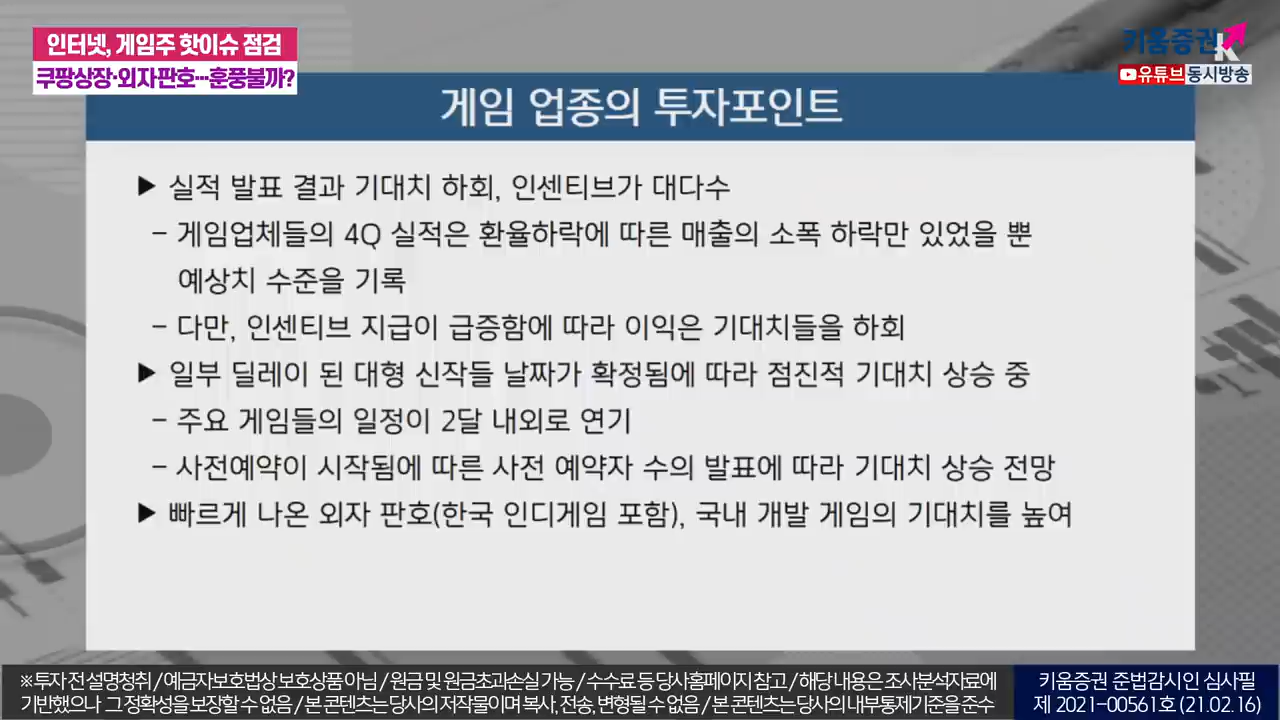 인터넷, 게임주 핫이슈 점검
쿠팡상장·외자판호…훈풍불까?
키움증권K
유튜브동시방송
게임 업종의 투자포인트
▶ 실적 발표 결과 기대치 하회, 인센티브가 대다수
– 게임업체들의 4Q 실적은 환율하락에 따른 매출의 소폭 하락만 있었을 뿐
예상치 수준을 기록
– 다만, 인센티브 지급이 급증함에 따라 이익은 기대치들을 하회
▶ 일부 딜레이 된 대형 신작들 날짜가 확정됨에 따라 점진적 기대치 상승 중
– 주요 게임들의 일정이 2달 내외로 연기
– 사전예약이 시작됨에 따른 사전 예약자 수의 발표에 따라 기대치 상승 전망
▶ 빠르게 나온 외자 판호(한국 인디게임 포함), 국내 개발 게임의 기대치를 높여
※ 투자 전 설명청취 / 예금자보호법상 보호상품 아님 / 원금 및 원금초과손실 가능 / 수수료 등 당사홈페이지 참고 / 해당 내용은 조사분석자료에
기반했으나 그 정확성을 보장할 수 없음 / 본 콘텐츠는 당사의 저작물이며 복사, 전송, 변형될 수 없음 / 본 콘텐츠는 당사의 내부통제기준을 준수
키움증권 준법감시인 심사필
제 2021-00561호 (21.02.16)